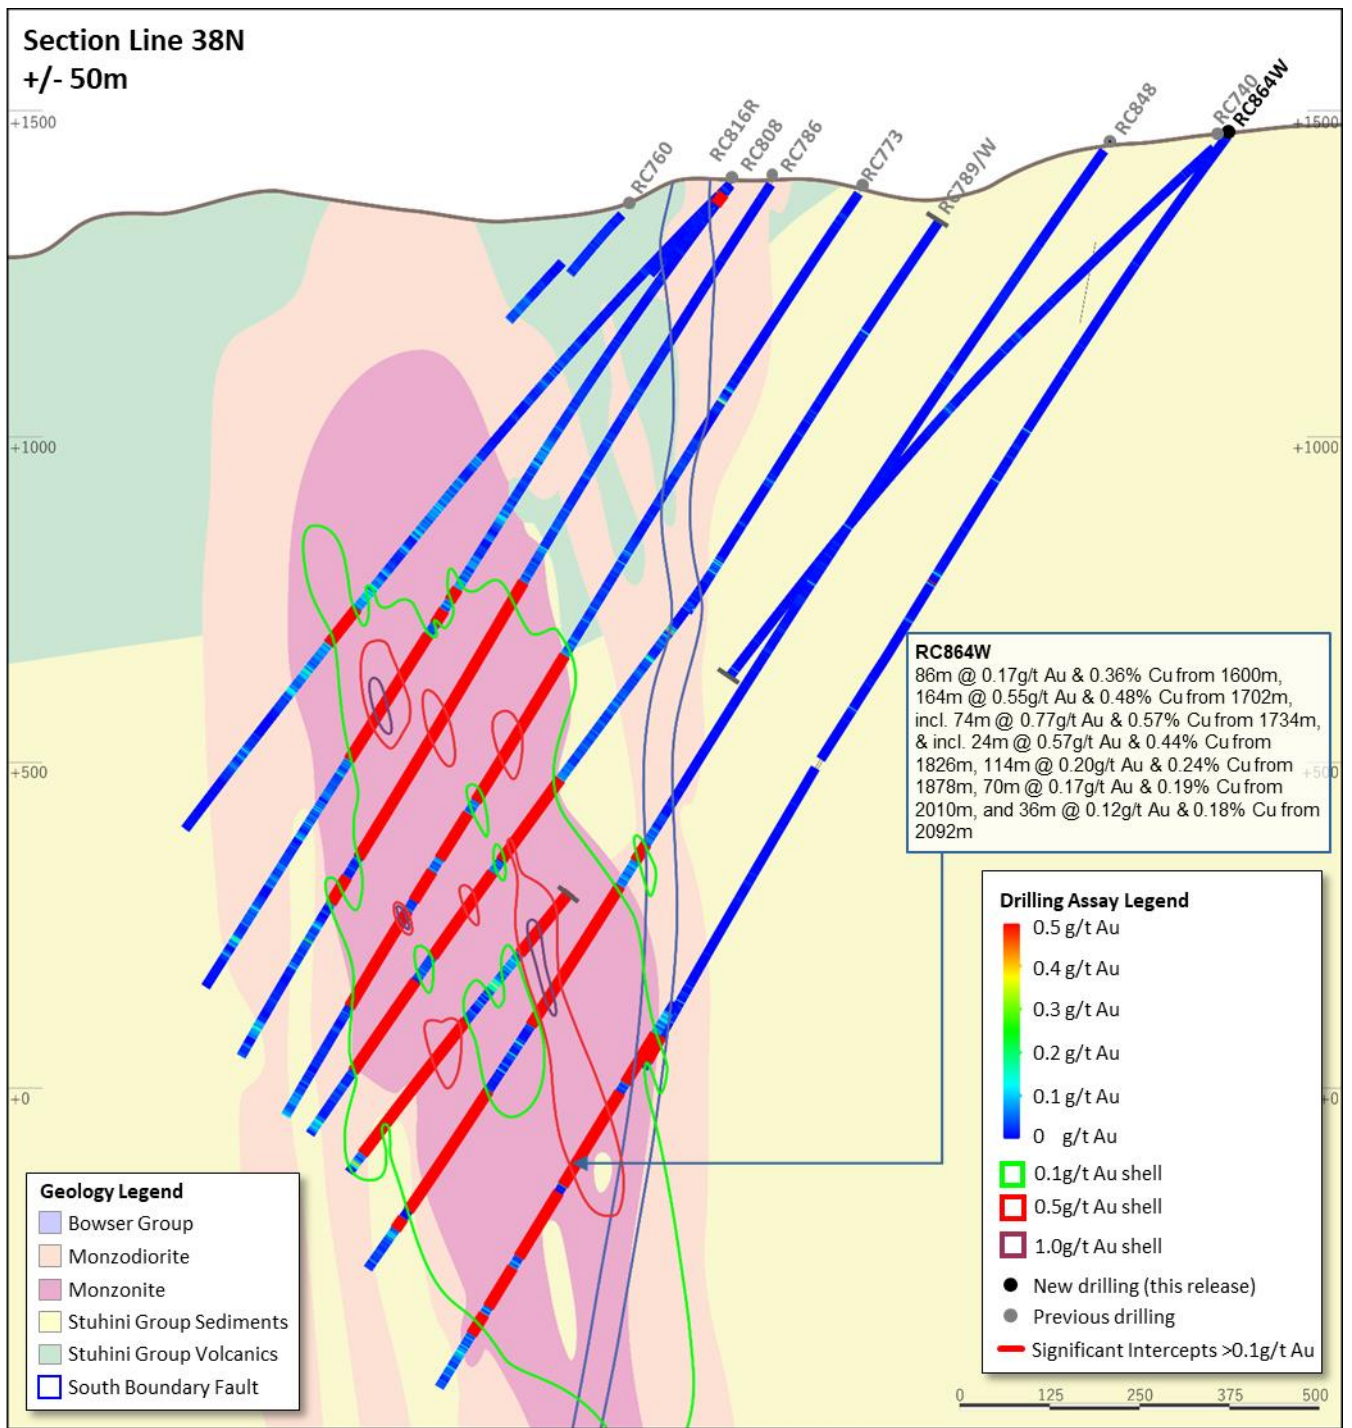 Section Line 38N
+/- 50m
RC760
RC816R
RC808
RC786
RC773
RC789/W
RC848
RC740
RC864W
+1500
+1500
+1000
+1000
+500
+500
+0
+0
RC864W
86m @ 0.17g/t Au & 0.36% Cu from 1600m,
164m @ 0.55g/t Au & 0.48% Cu from 1702m,
incl. 74m @ 0.77g/t Au & 0.57% Cu from 1734m,
& incl. 24m @ 0.57g/t Au & 0.44% Cu from
1826m, 114m @ 0.20g/t Au & 0.24% Cu from
1878m, 70m @ 0.17g/t Au & 0.19% Cu from
2010m, and 36m @ 0.12g/t Au & 0.18% Cu from
2092m
Drilling Assay Legend
0.5 g/t Au
0.4 g/t Au
0.3 g/t Au
0.2 g/t Au
0.1 g/t Au
0 g/t Au
0.1g/t Au shell
0.5g/t Au shell
1.0g/t Au shell
New drilling (this release)
Previous drilling
Significant Intercepts >0.1g/t Au
Geology Legend
Bowser Group
Monzodiorite
Monzonite
Stuhini Group Sediments
Stuhini Group Volcanics
South Boundary Fault
0 125 250 375 500